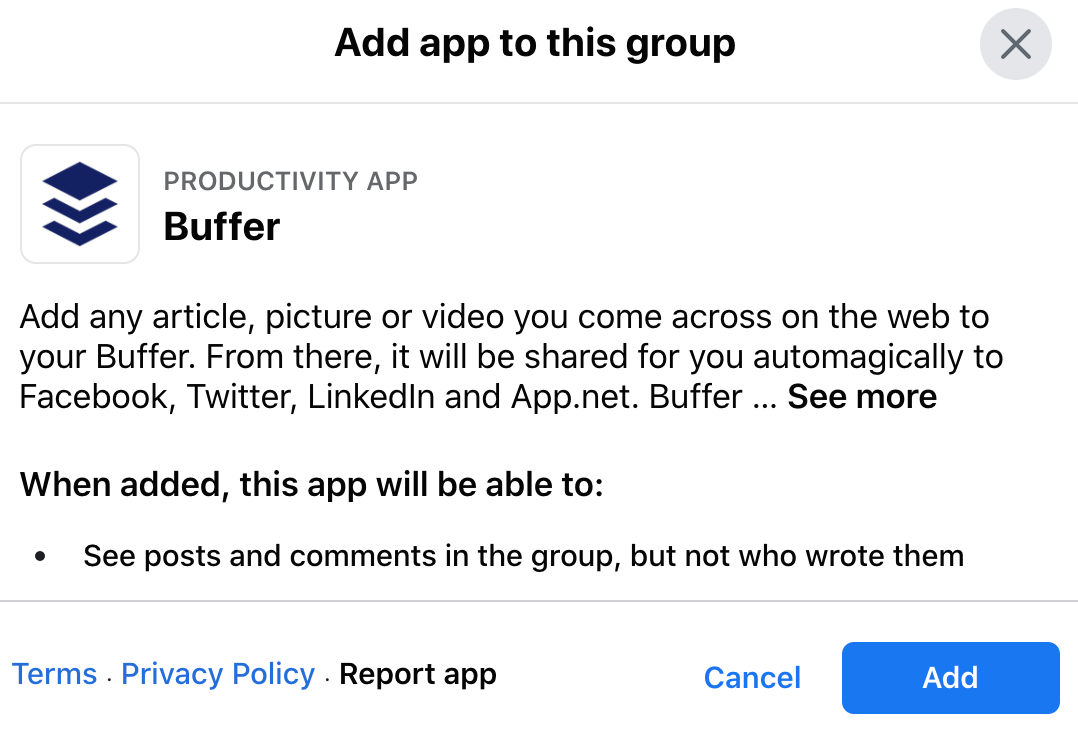 Add app to this group
PRODUCTIVITY APP
Buffer
Add any article, picture or video you come across on the web to
your Buffer. From there, it will be shared for you automagically to
Facebook, Twitter, LinkedIn and App.net. Buffer ... See more
When added, this app will be able to:
• See posts and comments in the group, but not who wrote them
Terms · Privacy Policy · Report app
Cancel
Add